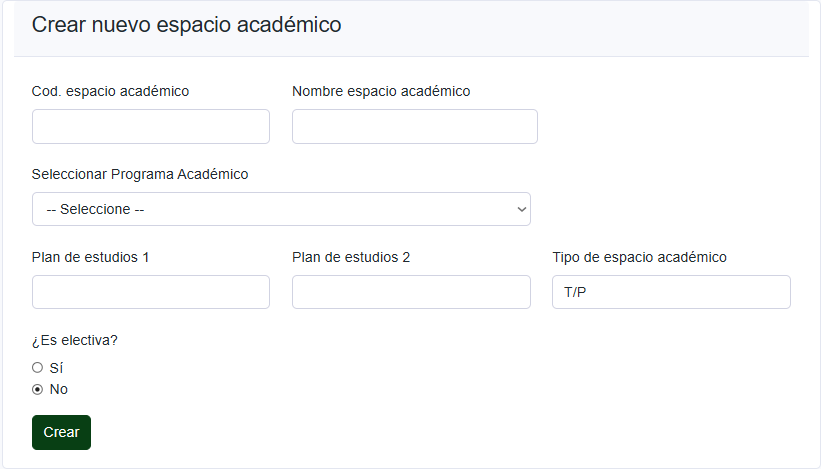 Crear nuevo espacio académico
Cod. espacio académico Nombre espacio académico
Seleccionar Programa Académico
-- Seleccione --
Plan de estudios 1 Plan de estudios 2 Tipo de espacio académico
T/P
¿Es electiva?
Sí
No
Crear